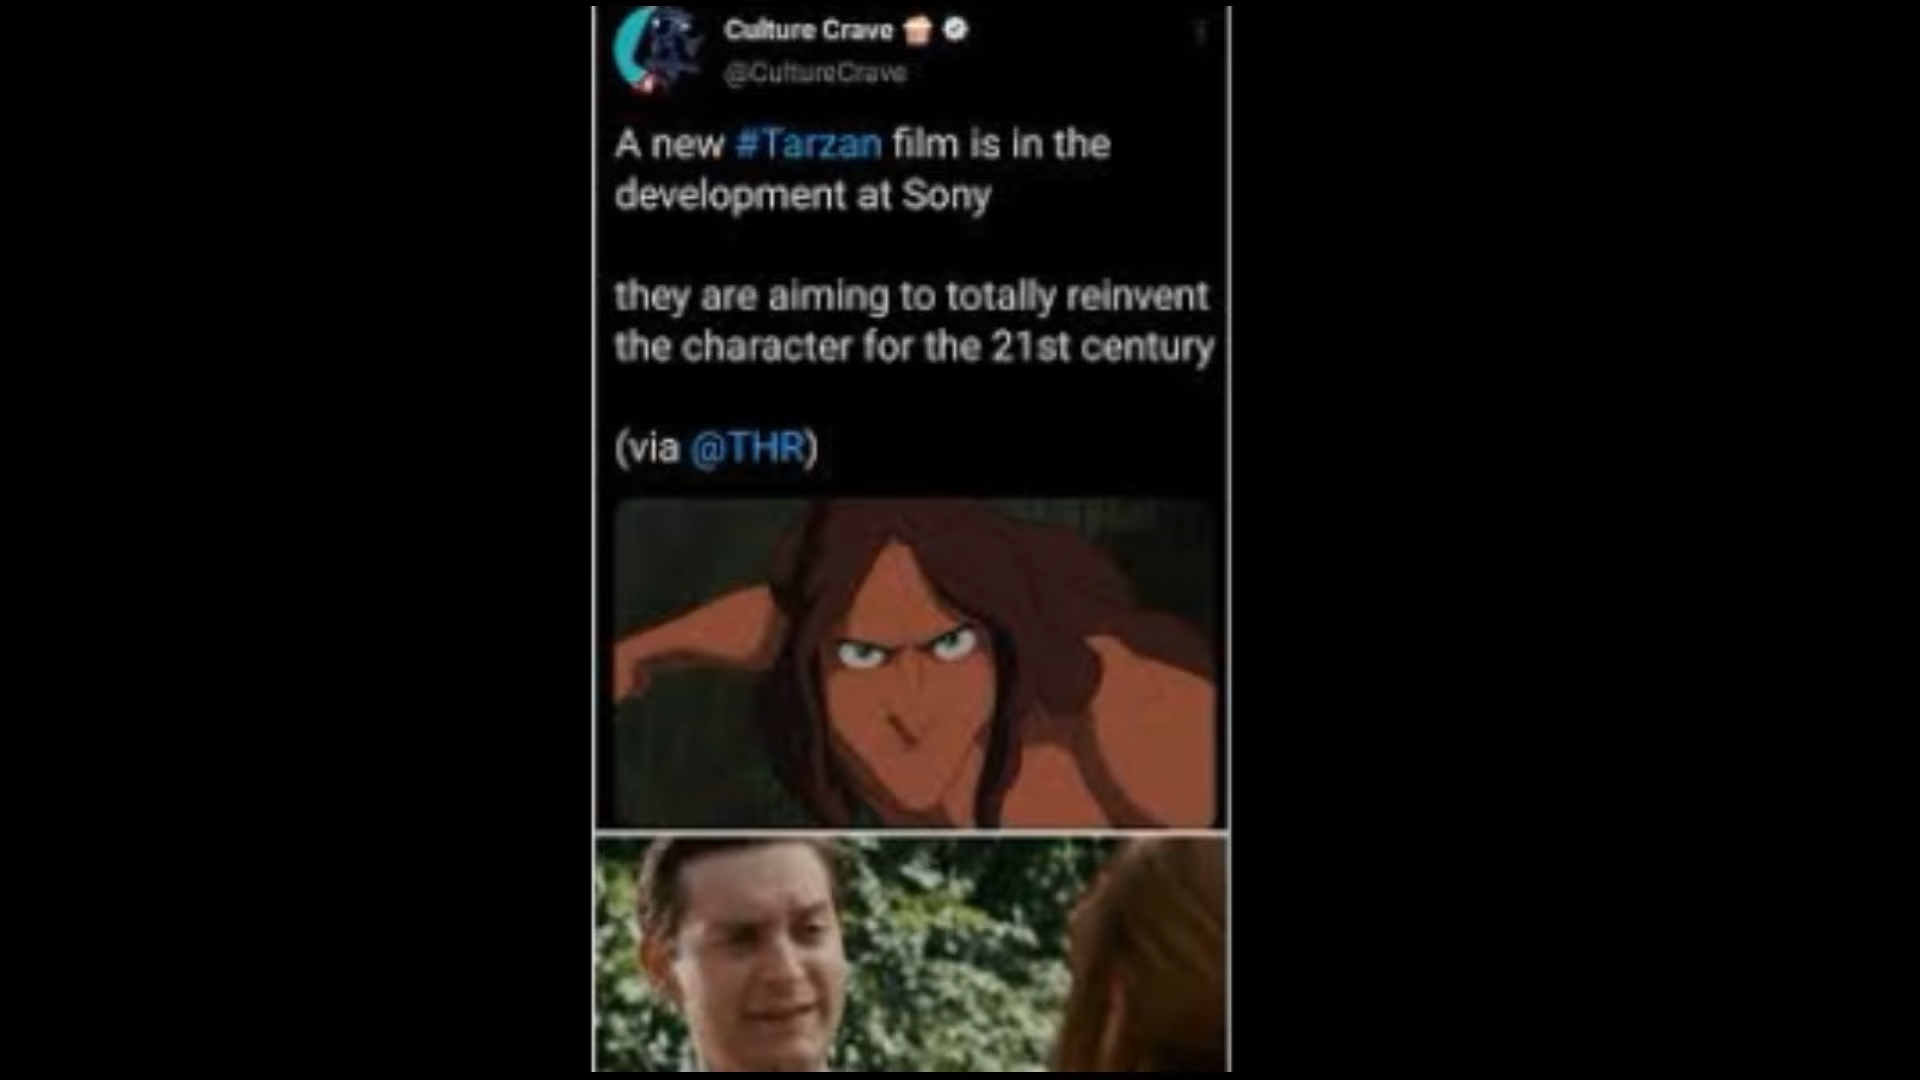 Culture Crave
@CultureCrave
A new #Tarzan film is in the
development at Sony
they are aiming to totally reinvent
the character for the 21st century
(via @THR)